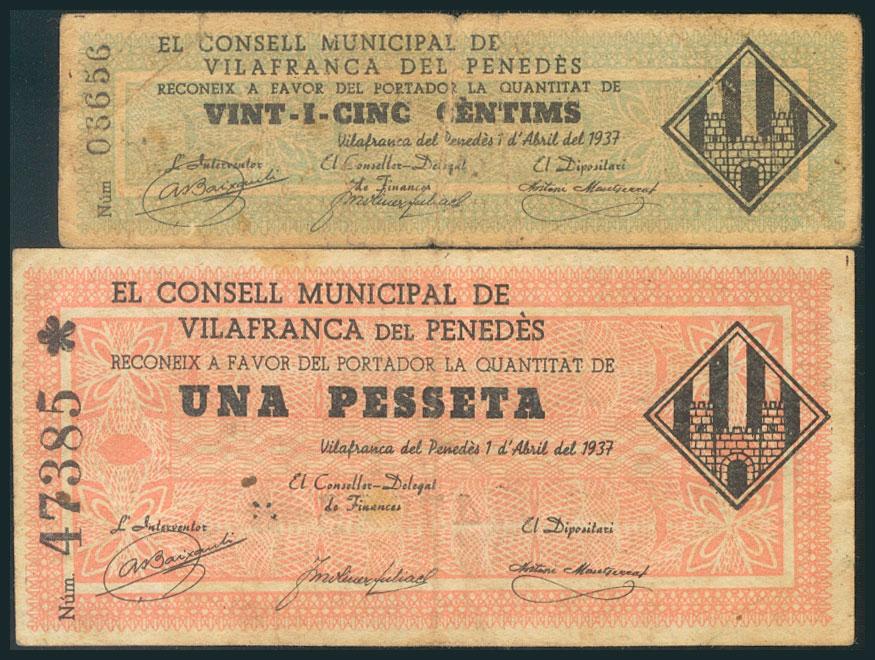 EL CONSELL MUNICIPAL DE
VILAFRANCA DEL PENEDÈS
RECONEIX A FAVOR DEL PORTADOR LA QUANTITAT DE
VINT-I-CINC CÈNTIMS
Vilafranca del Penedès 1 d'Abril del 1937
L'Interventor El Conseller-Delegat El Dipositari
de Finances
Núm 03656
EL CONSELL MUNICIPAL DE
VILAFRANCA DEL PENEDÈS
RECONEIX A FAVOR DEL PORTADOR LA QUANTITAT DE
UNA PESSETA
Vilafranca del Penedès 1 d'Abril del 1937
El Conseller-Delegat
de Finances
L'Interventor El Dipositari
Antoni Montserrat
Núm. 47385 *